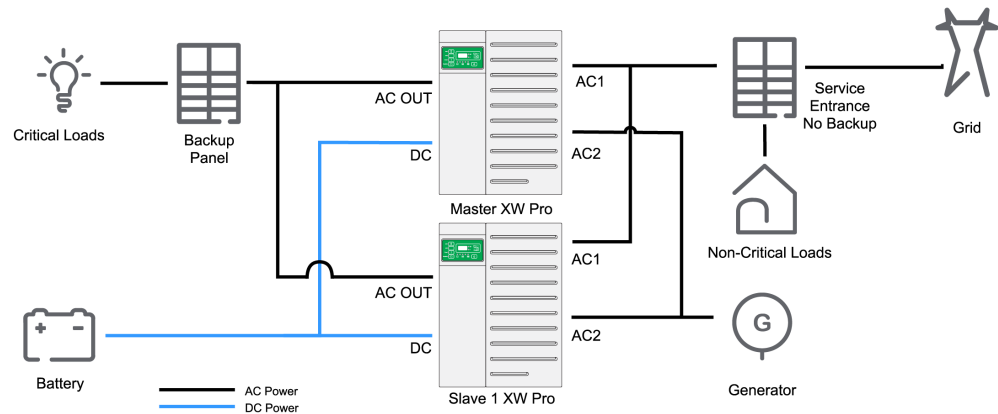 Critical Loads
Backup
Panel
AC OUT
DC
Master XW Pro
AC1
AC2
Service
Entrance
No Backup
Grid
Non-Critical Loads
AC OUT
DC
Slave 1 XW Pro
AC1
AC2
G
Generator
+ -
Battery
AC Power
DC Power